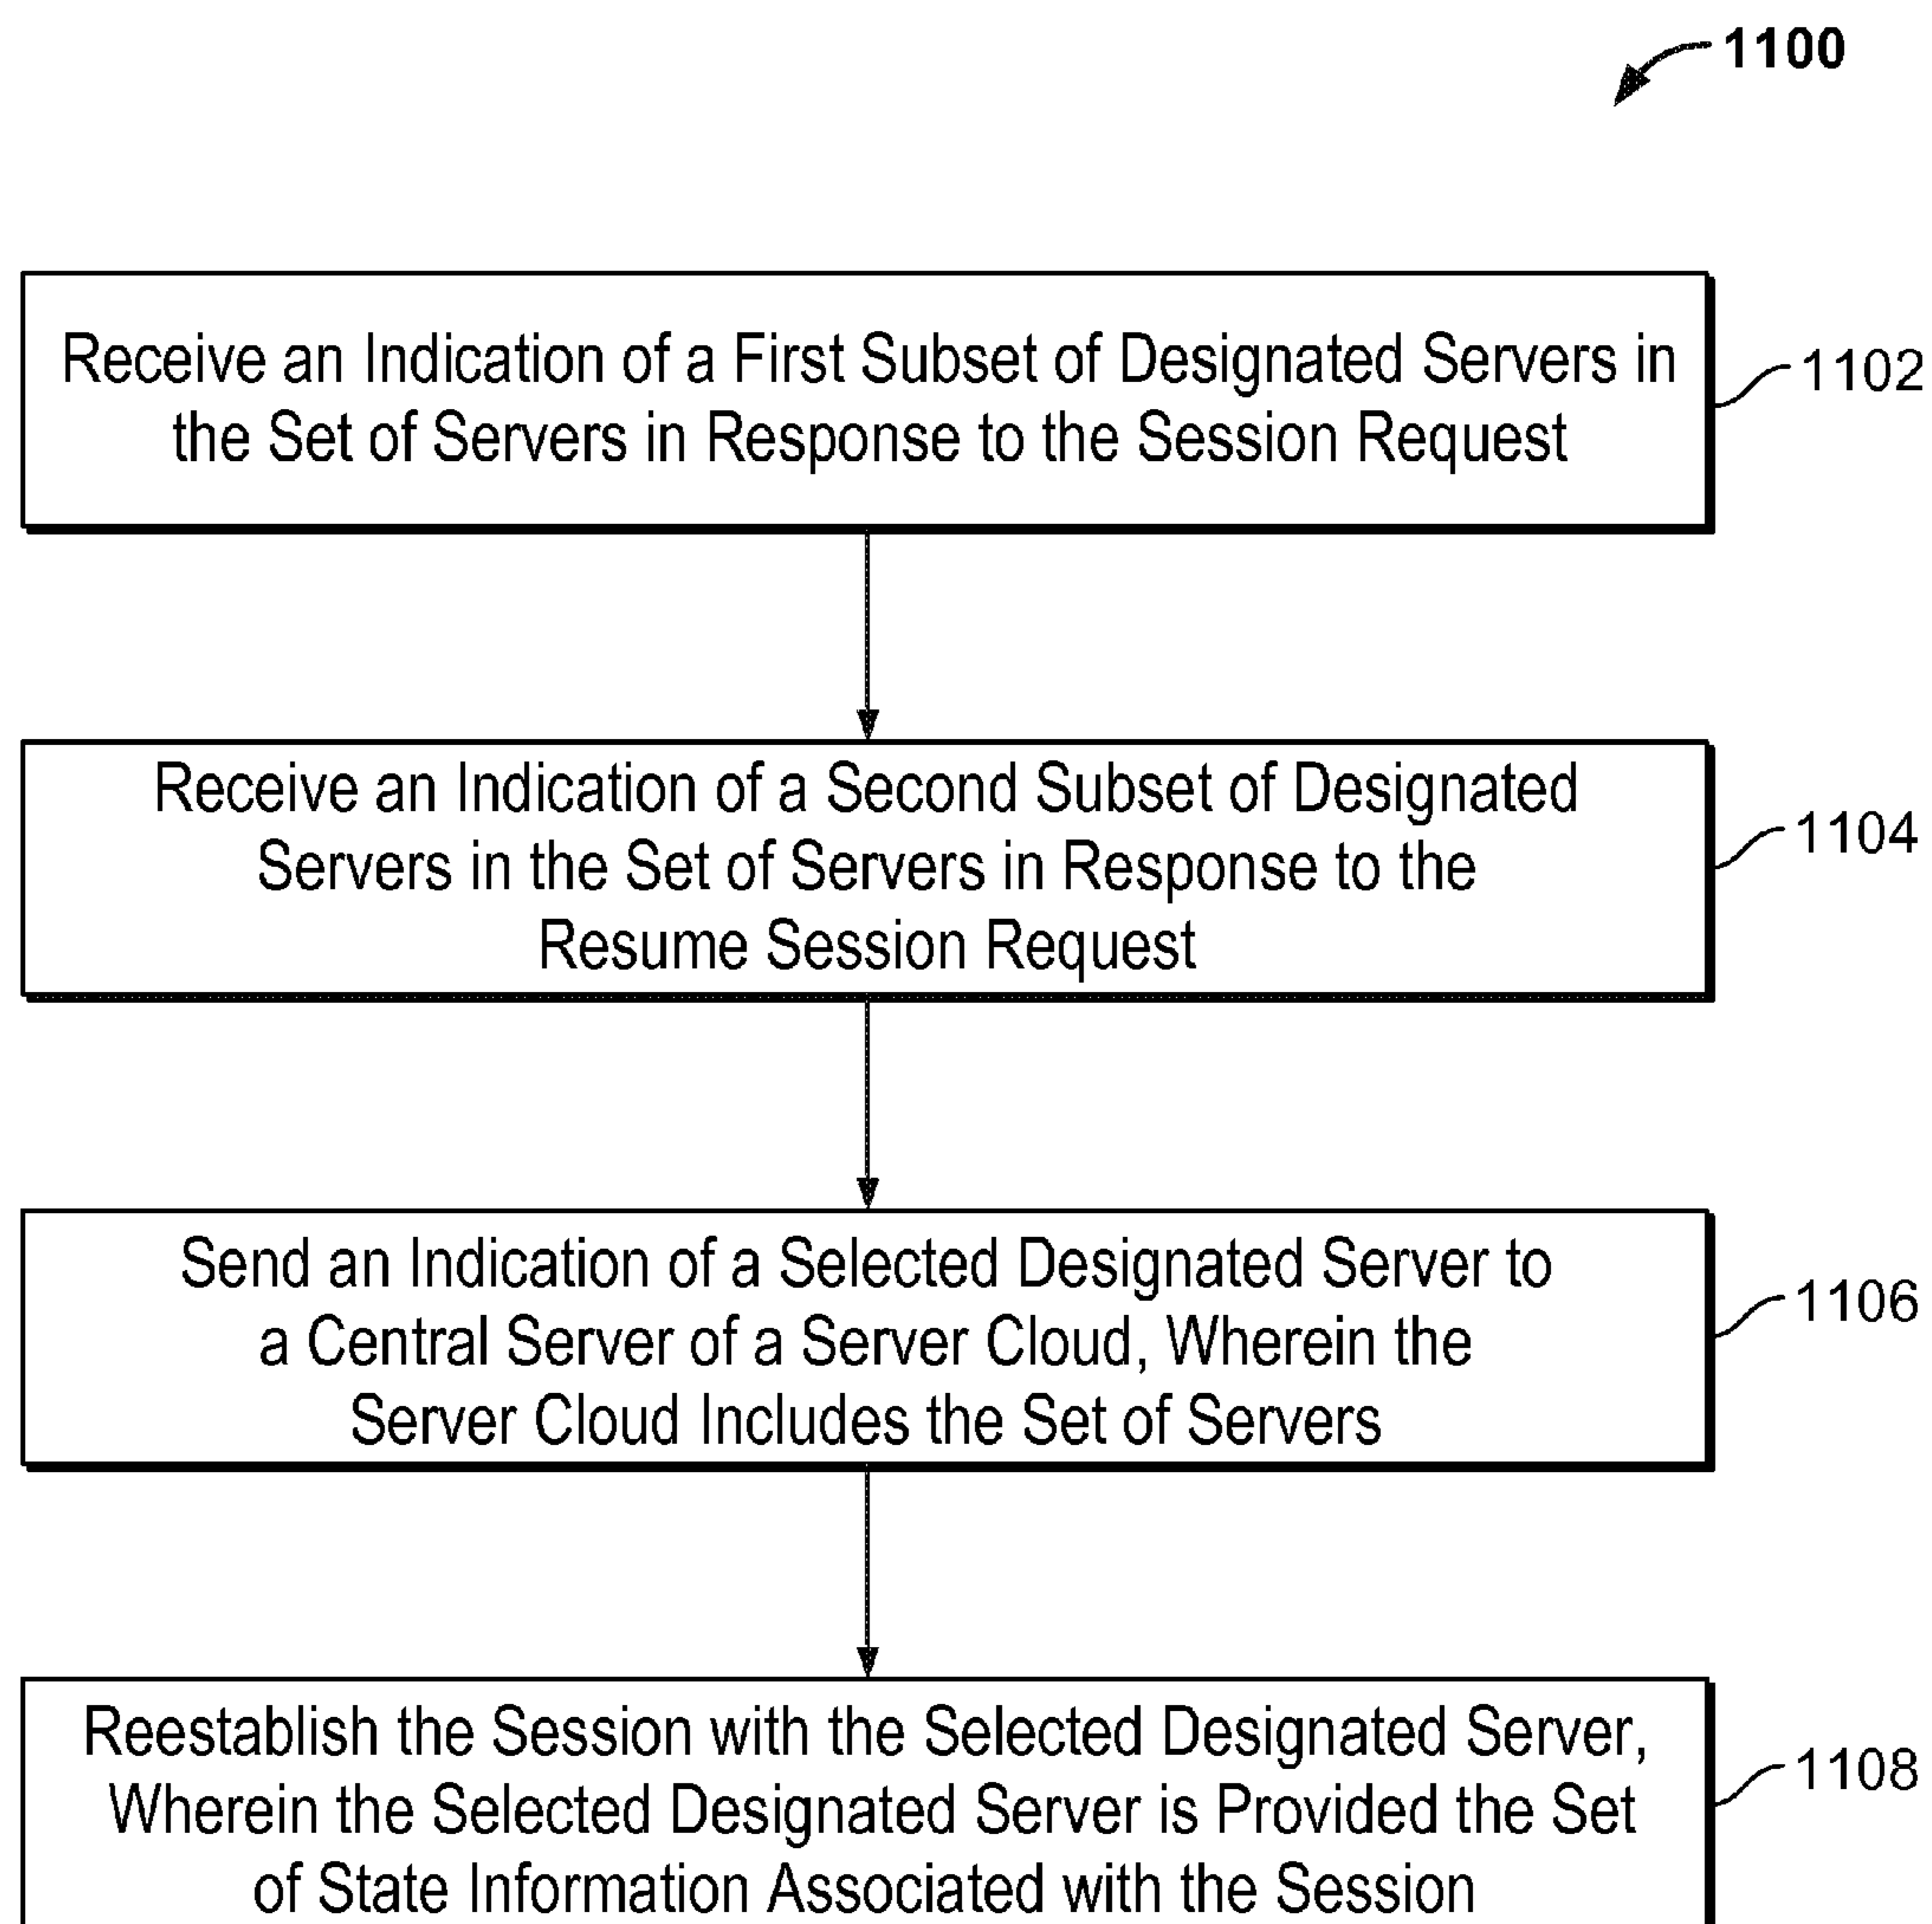 1100
Receive an Indication of a First Subset of Designated Servers in
the Set of Servers in Response to the Session Request
1102
Receive an Indication of a Second Subset of Designated
Servers in the Set of Servers in Response to the
Resume Session Request
1104
Send an Indication of a Selected Designated Server to
a Central Server of a Server Cloud, Wherein the
Server Cloud Includes the Set of Servers
1106
Reestablish the Session with the Selected Designated Server,
Wherein the Selected Designated Server is Provided the Set
of State Information Associated with the Session
1108